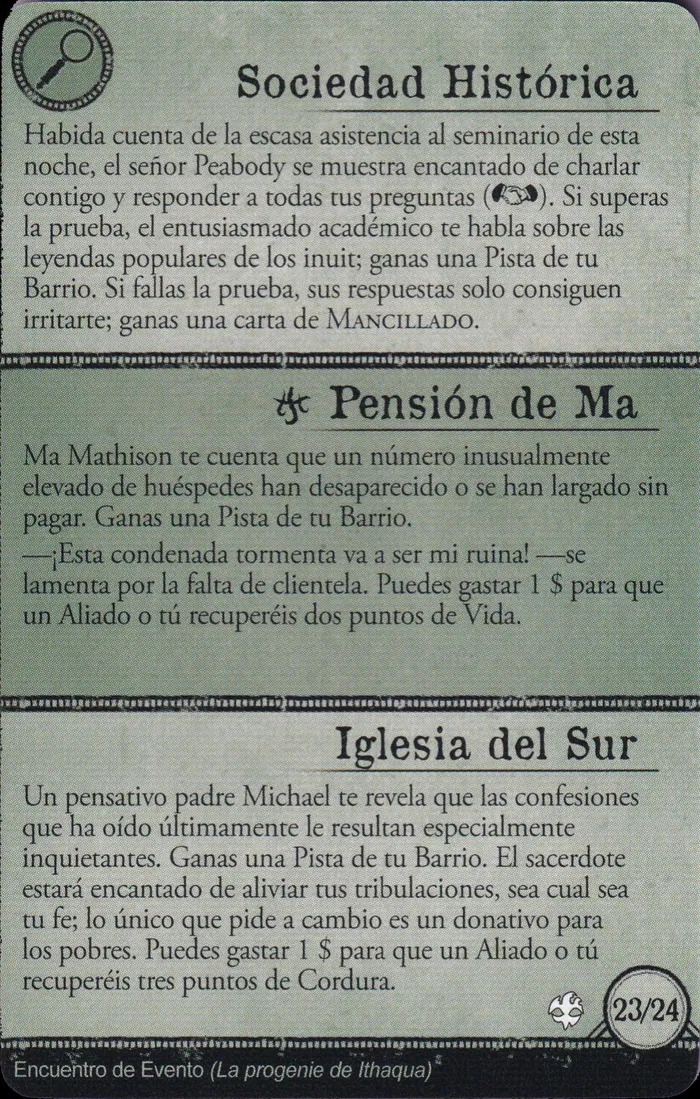 Sociedad Histórica
Habida cuenta de la escasa asistencia al seminario de esta
noche, el señor Peabody se muestra encantado de charlar
contigo y responder a todas tus preguntas ( ). Si superas
la prueba, el entusiasmado académico te habla sobre las
leyendas populares de los inuit; ganas una Pista de tu
Barrio. Si fallas la prueba, sus respuestas solo consiguen
irritarte; ganas una carta de MANCILLADO.
Pensión de Ma
Ma Mathison te cuenta que un número inusualmente
elevado de huéspedes han desaparecido o se han largado sin
pagar. Ganas una Pista de tu Barrio.
—¡Esta condenada tormenta va a ser mi ruina! —se
lamenta por la falta de clientela. Puedes gastar 1 $ para que
un Aliado o tú recuperéis dos puntos de Vida.
Iglesia del Sur
Un pensativo padre Michael te revela que las confesiones
que ha oído últimamente le resultan especialmente
inquietantes. Ganas una Pista de tu Barrio. El sacerdote
estará encantado de aliviar tus tribulaciones, sea cual sea
tu fe; lo único que pide a cambio es un donativo para
los pobres. Puedes gastar 1 $ para que un Aliado o tú
recuperéis tres puntos de Cordura.
23/24
Encuentro de Evento (La progenie de Ithaqua)